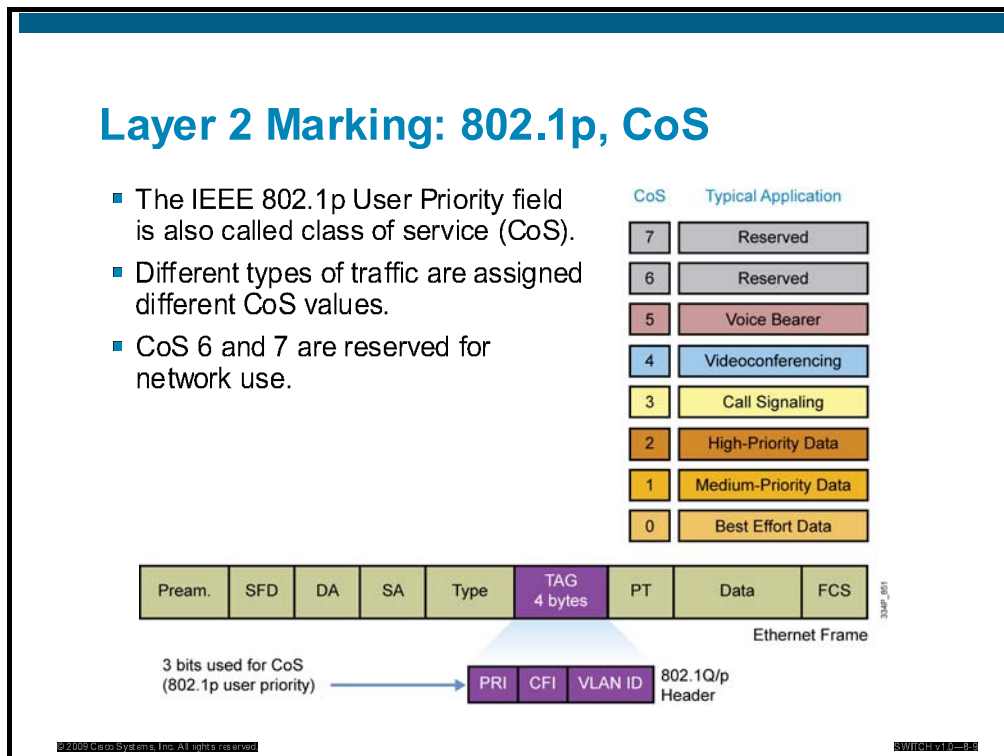 Layer 2 Marking: 802.1p, CoS
The IEEE 802.1p User Priority field
is also called class of service (CoS).
Different types of traffic are assigned
different CoS values.
CoS 6 and 7 are reserved for
network use.
CoS Typical Application
7 Reserved
6 Reserved
5 Voice Bearer
4 Videoconferencing
3 Call Signaling
2 High-Priority Data
1 Medium-Priority Data
0 Best Effort Data
Pream. SFD DA SA Type TAG 4 bytes PT Data FCS
334P_651
Ethernet Frame
3 bits used for CoS
(802.1p user priority)
PRI CFI VLAN ID
802.1Q/p
Header
© 2009 Cisco Systems, Inc. All rights reserved.
SWITCH v1.0—8-9